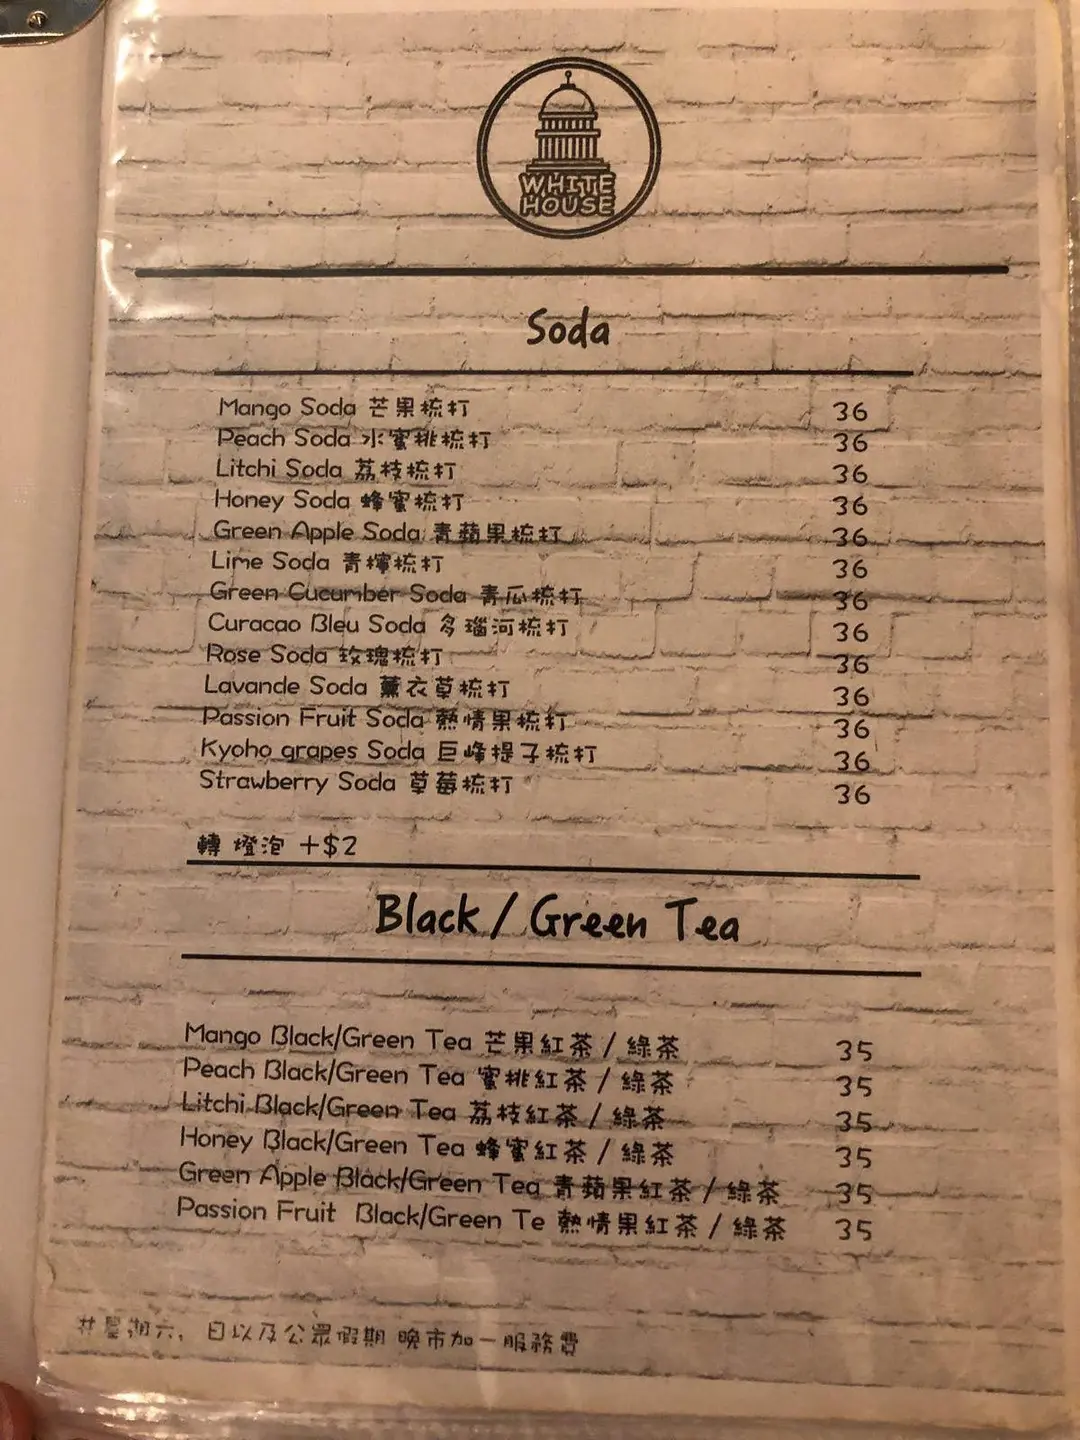 WHITE
HOUSE
Soda
Mango Soda 芒果梳打 36
Peach Soda 水蜜桃梳打 36
Litchi Soda 荔枝梳打 36
Honey Soda 蜂蜜梳打 36
Green Apple Soda 青蘋果梳打 36
Lime Soda 青檸梳打 36
Green Cucumber Soda 青瓜梳打 36
Curacao Bleu Soda 多瑙河梳打 36
Rose Soda 玫瑰梳打 36
Lavande Soda 薰衣草梳打 36
Passion Fruit Soda 熱情果梳打 36
Kyoho grapes Soda 巨峰提子梳打 36
Strawberry Soda 草莓梳打 36
轉 燈泡 +$2
Black / Green Tea
Mango Black/Green Tea 芒果紅茶 / 綠茶 35
Peach Black/Green Tea 蜜桃紅茶 / 綠茶 35
Litchi Black/Green Tea 荔枝紅茶 / 綠茶 35
Honey Black/Green Tea 蜂蜜紅茶 / 綠茶 35
Green Apple Black/Green Tea 青蘋果紅茶 / 綠茶 35
Passion Fruit Black/Green Te 熱情果紅茶 / 綠茶 35
#星期六, 日以及公眾假期 晚市加一服務費